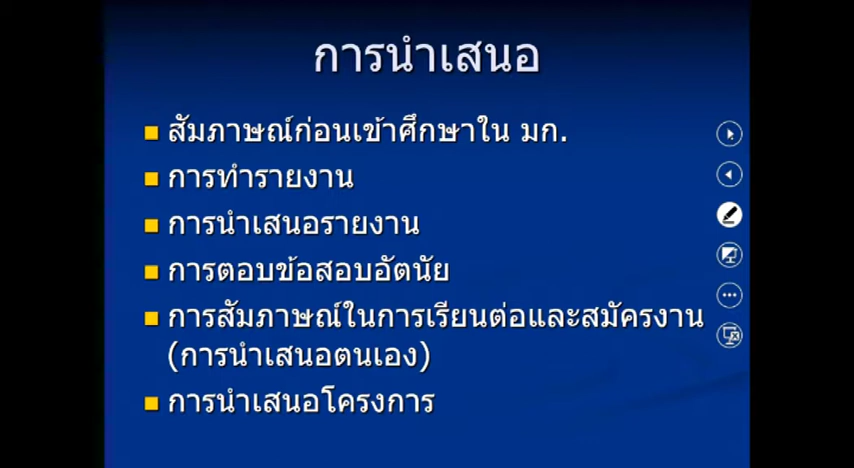 การนำเสนอ
สัมภาษณ์ก่อนเข้าศึกษาใน มก.
การทำรายงาน
การนำเสนอรายงาน
การตอบข้อสอบอัตนัย
การสัมภาษณ์ในการเรียนต่อและสมัครงาน
(การนำเสนอตนเอง)
การนำเสนอโครงการ